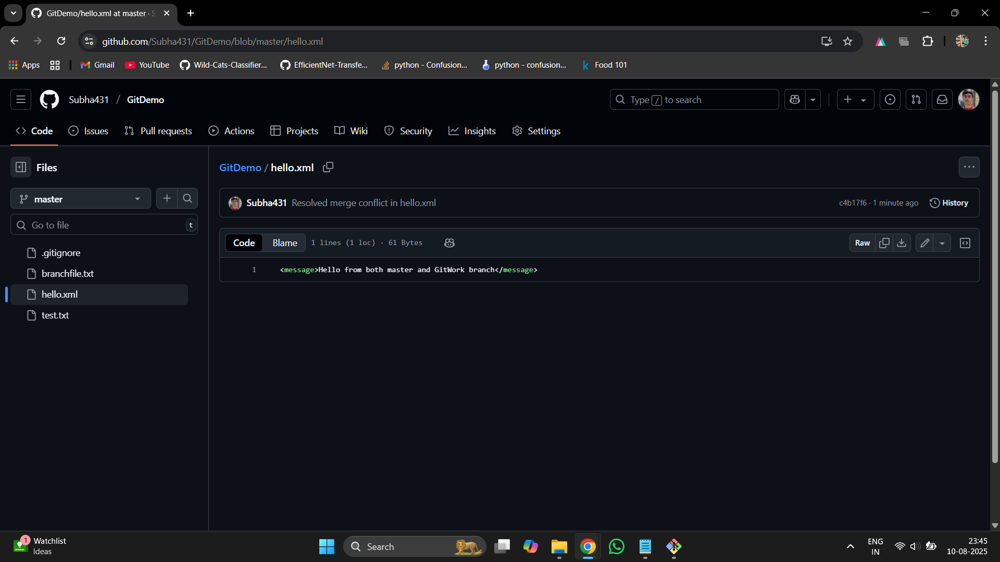 GitDemo/hello.xml at master · S
github.com/Subha431/GitDemo/blob/master/hello.xml
Apps
Gmail
YouTube
Wild-Cats-Classifier...
EfficientNet-Transfe...
python - Confusion...
python - confusion...
k Food 101
Subha431 / GitDemo
Type / to search
Code
Issues
Pull requests
Actions
Projects
Wiki
Security
Insights
Settings
Files
master
Go to file
t
.gitignore
branchfile.txt
hello.xml
test.txt
GitDemo / hello.xml
Subha431 Resolved merge conflict in hello.xml
c4b17f6 · 1 minute ago
History
Code
Blame
1 lines (1 loc) · 61 Bytes
Raw
1 <message>Hello from both master and GitWork branch</message>
1
Watchlist
Ideas
Search
ENG
IN
23:45
10-08-2025